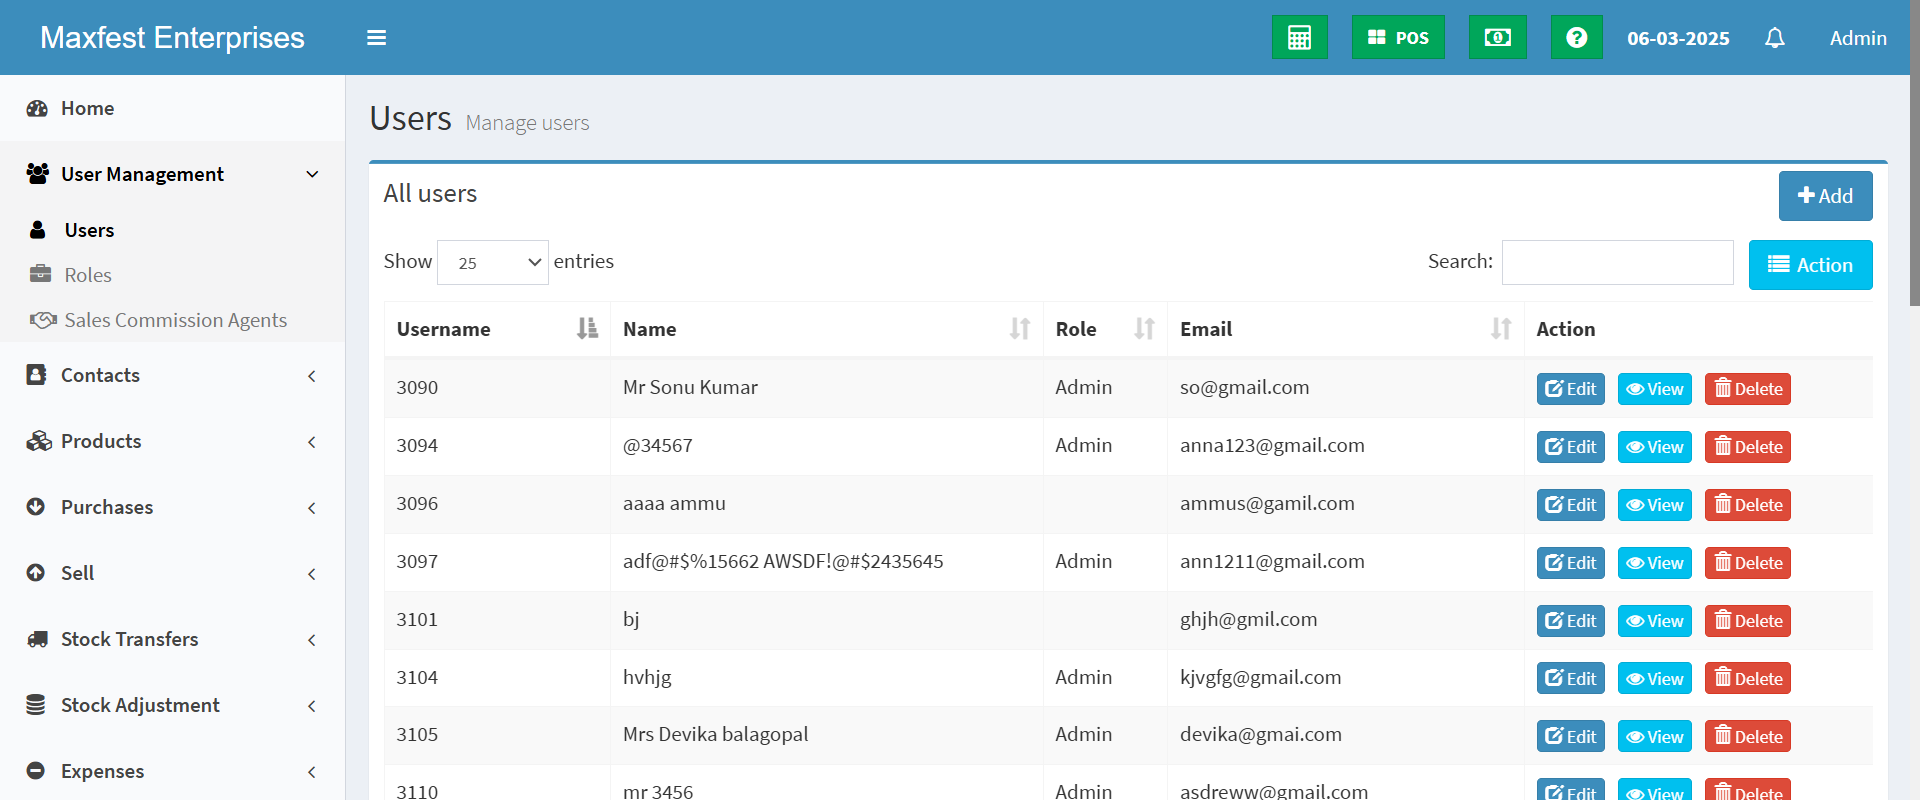 Maxfest Enterprises
POS
06-03-2025
Admin
Home
User Management
Users
Roles
Sales Commission Agents
Contacts
Products
Purchases
Sell
Stock Transfers
Stock Adjustment
Expenses
Users Manage users
All users
Add
Show 25 entries
Search:
Action
Username Name Role Email Action
3090 Mr Sonu Kumar Admin so@gmail.com Edit View Delete
3094 @34567 Admin anna123@gmail.com Edit View Delete
3096 aaaa ammu ammus@gamil.com Edit View Delete
3097 adf@#$%15662 AWSDF!@#$2435645 Admin ann1211@gmail.com Edit View Delete
3101 bj ghjh@gmil.com Edit View Delete
3104 hvhjg Admin kjvgfg@gmail.com Edit View Delete
3105 Mrs Devika balagopal Admin devika@gmai.com Edit View Delete
3110 mr 3456 Admin asdreww@gmail.com Edit View Delete